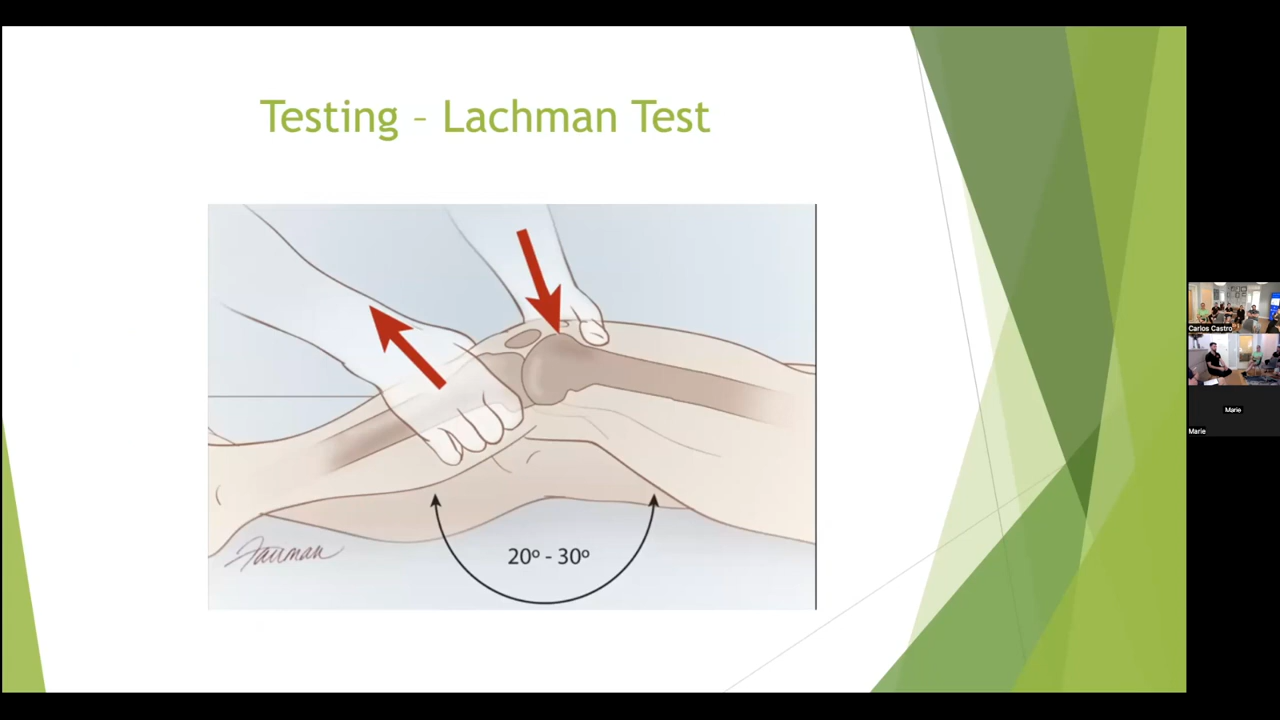 Testing – Lachman Test
20º - 30º
Carlos Castro
Marie
Marie